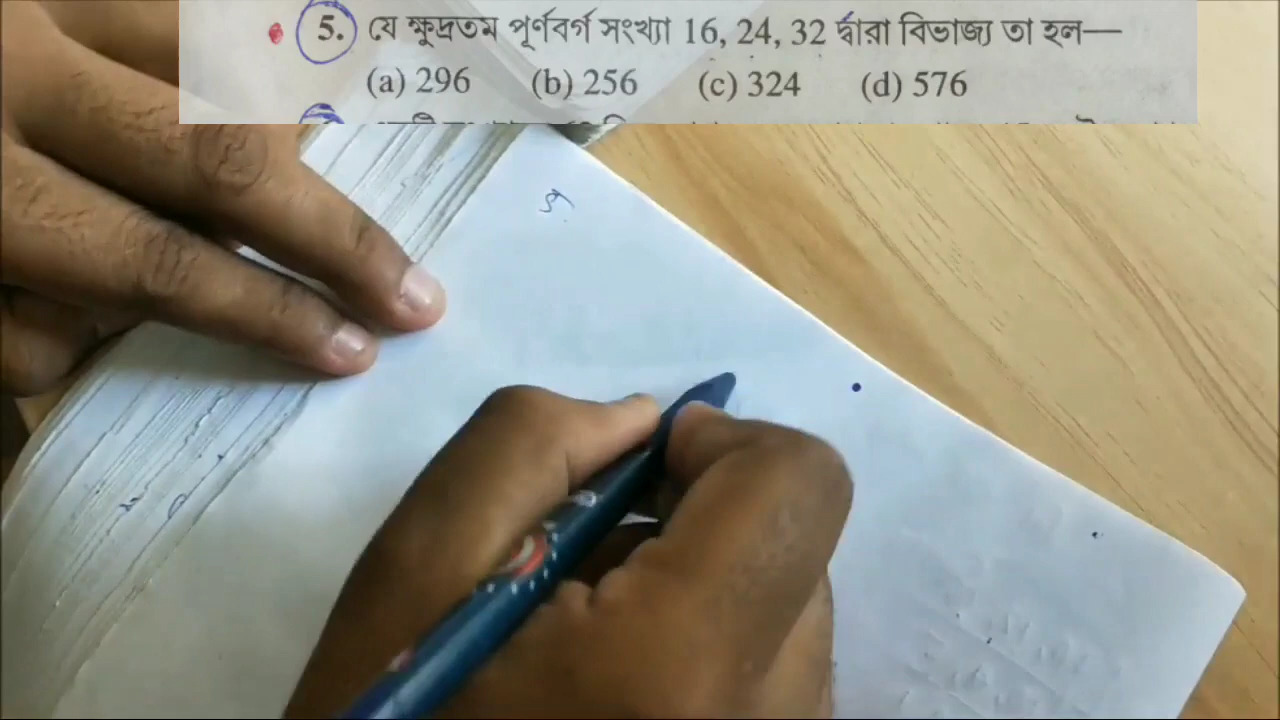 5. যে ক্ষুদ্রতম পূর্ণবর্গ সংখ্যা 16, 24, 32 দ্বারা বিভাজ্য তা হল—
(a) 296 (b) 256 (c) 324 (d) 576